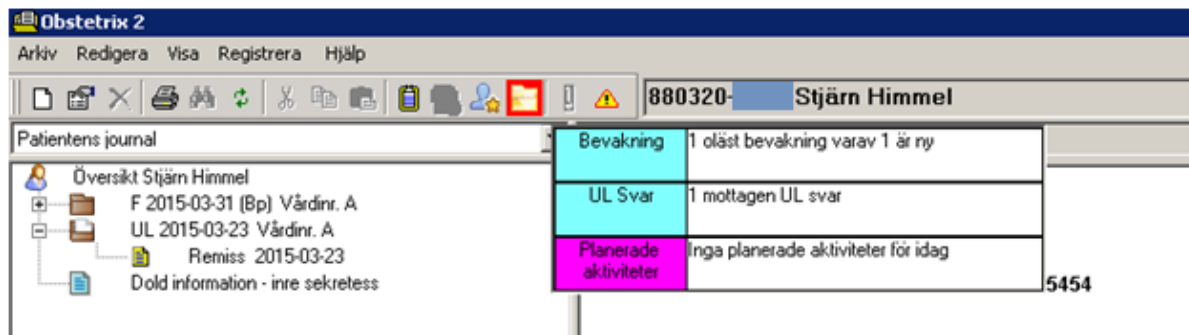 Obstetrix 2
Arkiv Redigera Visa Registrera Hjälp
880320- Stjärn Himmel
Patientens journal
Bevakning 1 oläst bevakning varav 1 är ny
Översikt Stjärn Himmel
UL Svar 1 mottagen UL svar
F 2015-03-31 (Bp) Vårdinr. A
UL 2015-03-23 Vårdinr. A
Planerade aktiviteter Inga planerade aktiviteter för idag
Remiss 2015-03-23
Dold information - inre sekretess
5454